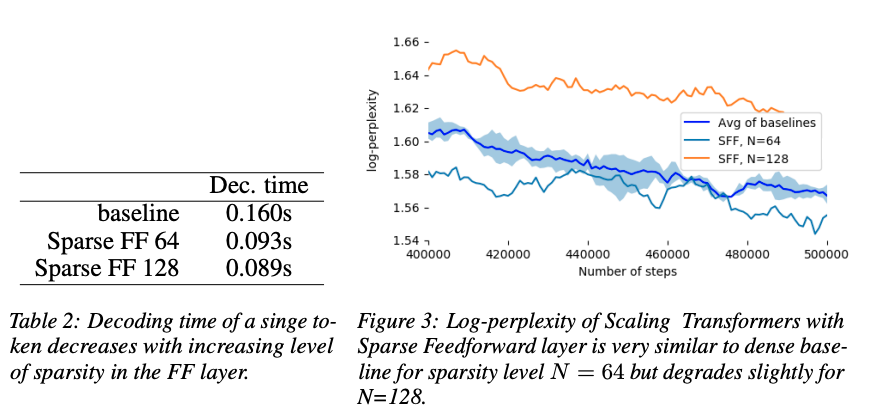 Dec. time
baseline 0.160s
Sparse FF 64 0.093s
Sparse FF 128 0.089s
Table 2: Decoding time of a singe to-
ken decreases with increasing level
of sparsity in the FF layer.
1.66
1.64
1.62
1.60
1.58
1.56
1.54
log-perplexity
Avg of baselines
SFF, N=64
SFF, N=128
400000 420000 440000 460000 480000 500000
Number of steps
Figure 3: Log-perplexity of Scaling Transformers with
Sparse Feedforward layer is very similar to dense base-
line for sparsity level N = 64 but degrades slightly for
N=128.